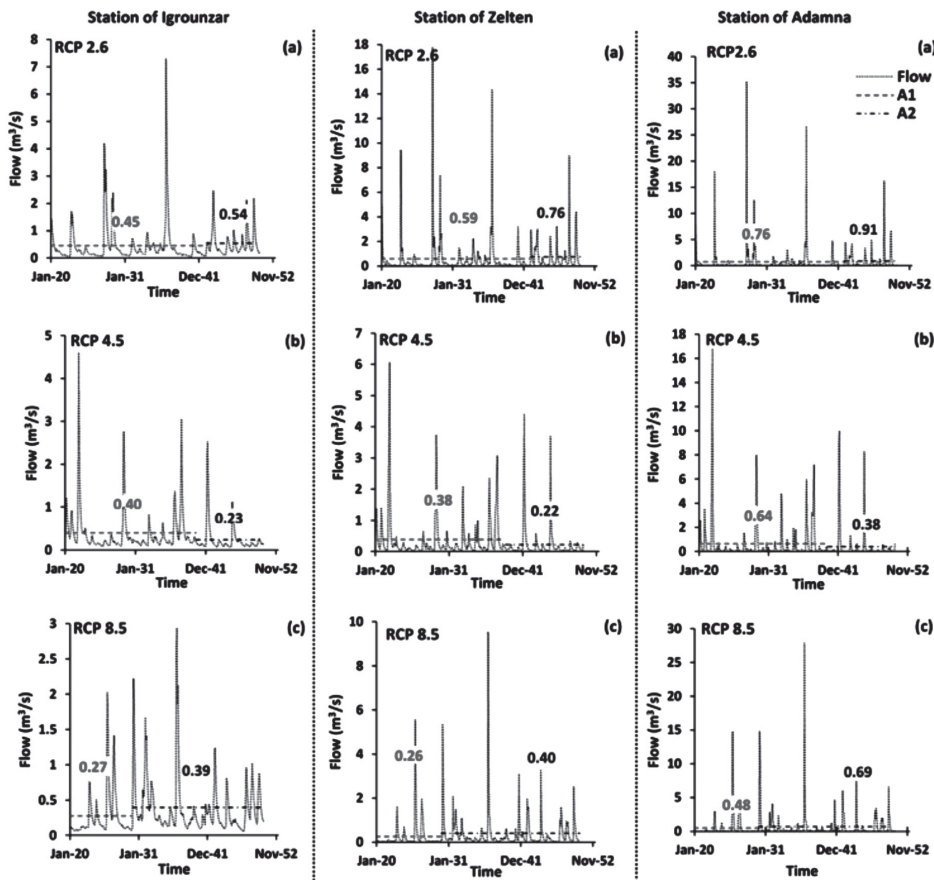 Station of Igrounzar
Station of Zelten
Station of Adamna
RCP 2.6
(a)
Flow (m³/s)
8
7
6
5
4
3
2
1
0
0.45
0.54
Jan-20
Jan-31
Dec-41
Nov-52
Time
RCP 2.6
(a)
Flow (m³/s)
18
16
14
12
10
8
6
4
2
0
0.59
0.76
Jan-20
Jan-31
Dec-41
Nov-52
Time
RCP2.6
(a)
Flow
A1
A2
Flow (m³/s)
40
35
30
25
20
15
10
5
0
0.76
0.91
Jan-20
Jan-31
Dec-41
Nov-52
Time
RCP 4.5
(b)
Flow (m³/s)
5
4
3
2
1
0
0.40
0.23
Jan-20
Jan-31
Dec-41
Nov-52
Time
RCP 4.5
(b)
Flow (m³/s)
7
6
5
4
3
2
1
0
0.38
0.22
Jan-20
Jan-31
Dec-41
Nov-52
Time
RCP 4.5
(b)
Flow (m³/s)
18
16
14
12
10
8
6
4
2
0
0.64
0.38
Jan-20
Jan-31
Dec-41
Nov-52
Time
RCP 8.5
(c)
Flow (m³/s)
3
2.5
2
1.5
1
0.5
0
0.27
0.39
Jan-20
Jan-31
Dec-41
Nov-52
Time
RCP 8.5
(c)
Flow (m³/s)
10
8
6
4
2
0
0.26
0.40
Jan-20
Jan-31
Dec-41
Nov-52
Time
RCP 8.5
(c)
Flow (m³/s)
30
25
20
15
10
5
0
0.48
0.69
Jan-20
Jan-31
Dec-41
Nov-52
Time